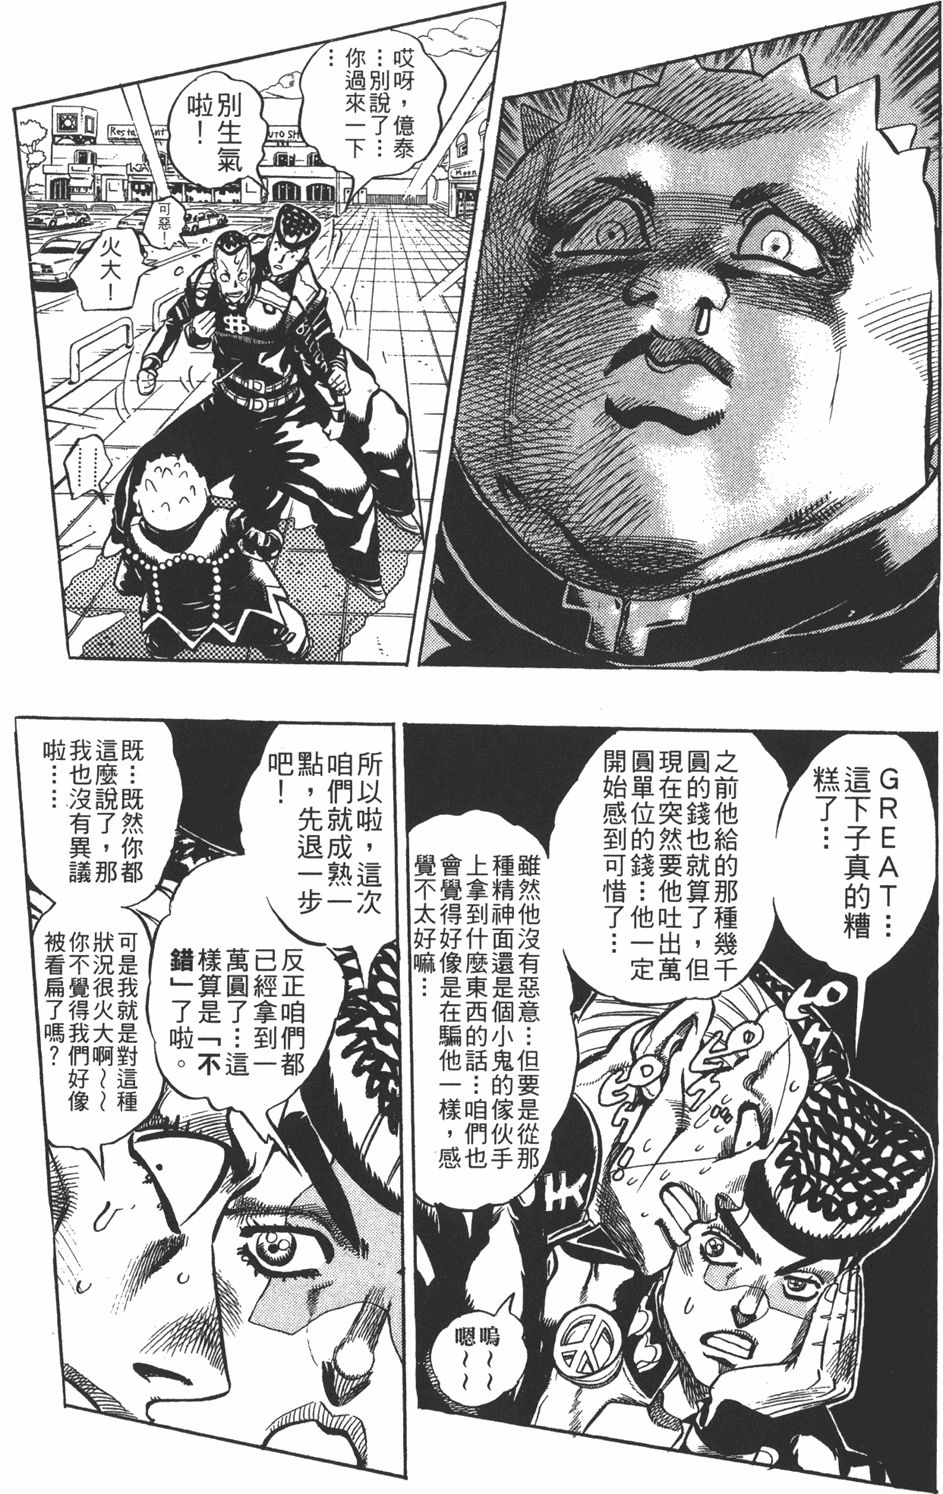 哎呀，億泰
…別說了…
你過來一下
…
別生氣
啦！
可惡！
火大！
………
Restaurant
AUTO SH
Moon
GREAT…
這下子真的糟
糕了…
之前他給的那種幾千
圓的錢也就算了，但
現在突然要他吐出萬
圓單位的錢…他一定
開始感到可惜了…
雖然他沒有惡意…但要是從那
種精神面還是個小鬼的傢伙手
上拿到什麼東西的話…咱們也
會覺得好像是在騙他一樣，感
覺不太好嘛…
嗚～～
嗯～～
所以啦，這次
咱們就成熟一
點，先退一步
吧！
反正咱們都
已經拿到一
萬圓了…這
樣算是「不
錯」了啦。
既…既然你都
這麼說了，那
我也沒有異議
啦……
可是我就是對這種
狀況很火大啊～～
你不覺得我們好像
被看扁了嗎？